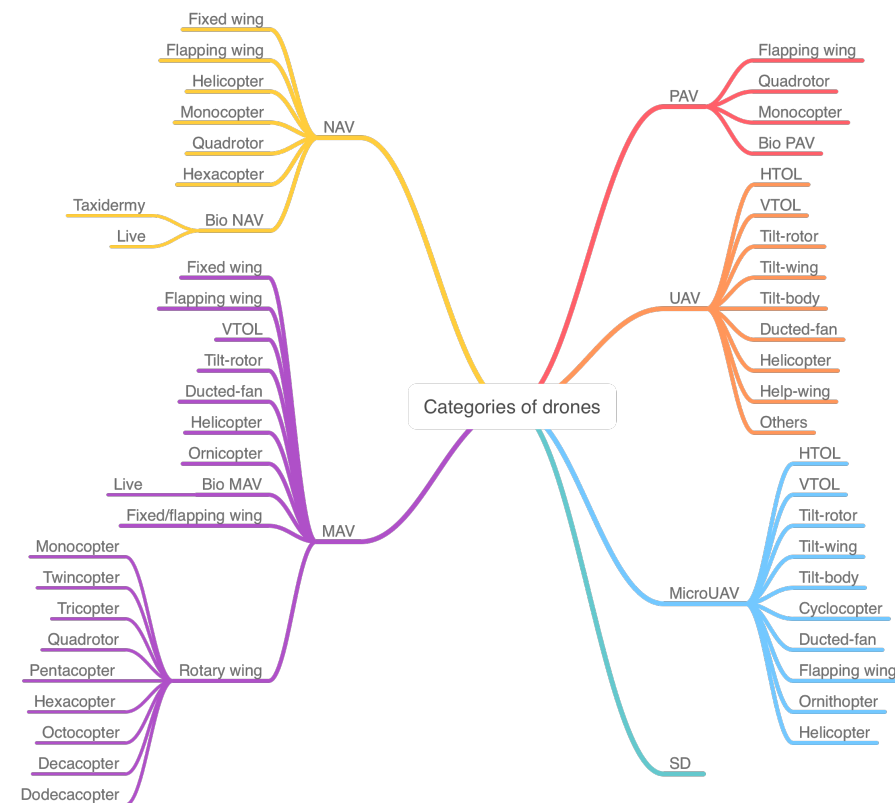 Categories of drones
NAV
Fixed wing
Flapping wing
Helicopter
Monocopter
Quadrotor
Hexacopter
Bio NAV
Taxidermy
Live
MAV
Fixed wing
Flapping wing
VTOL
Tilt-rotor
Ducted-fan
Helicopter
Ornicopter
Bio MAV
Live
Fixed/flapping wing
Rotary wing
Monocopter
Twincopter
Tricopter
Quadrotor
Pentacopter
Hexacopter
Octocopter
Decacopter
Dodecacopter
PAV
Flapping wing
Quadrotor
Monocopter
Bio PAV
UAV
HTOL
VTOL
Tilt-rotor
Tilt-wing
Tilt-body
Ducted-fan
Helicopter
Help-wing
Others
MicroUAV
HTOL
VTOL
Tilt-rotor
Tilt-wing
Tilt-body
Cyclocopter
Ducted-fan
Flapping wing
Ornithopter
Helicopter
SD